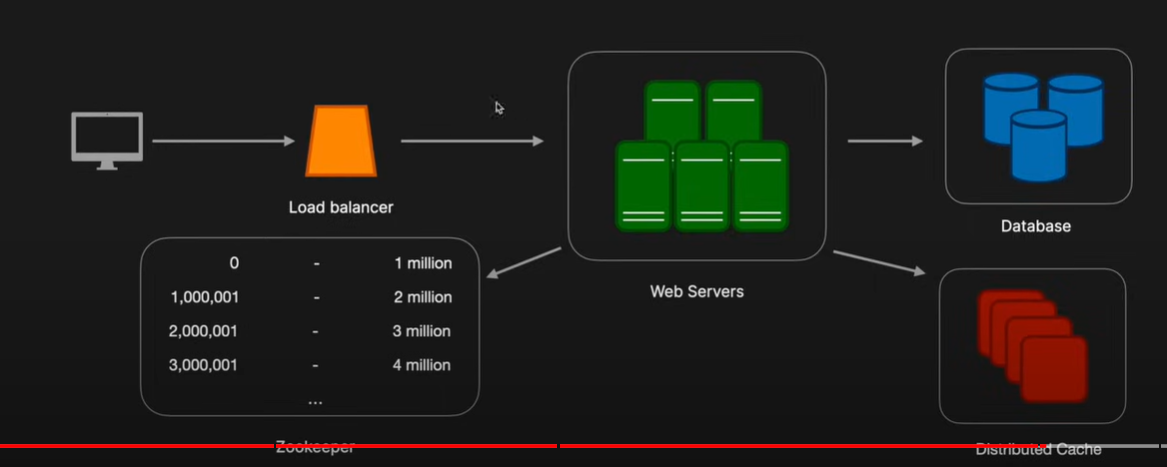 Load balancer
0 - 1 million
1,000,001 - 2 million
2,000,001 - 3 million
3,000,001 - 4 million
...
Zookeeper
Web Servers
Database
Distributed Cache